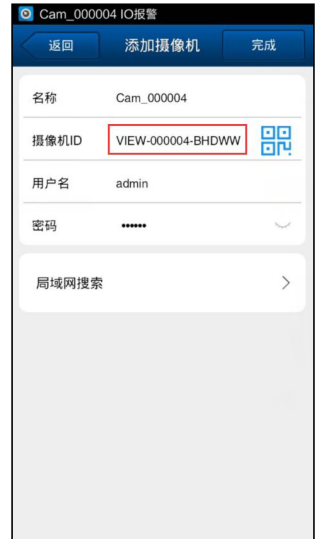 Cam_000004 IO报警
返回 添加摄像机 完成
名称 Cam_000004
摄像机ID VIEW-000004-BHDWW
用户名 admin
密码 ••••••
局域网搜索